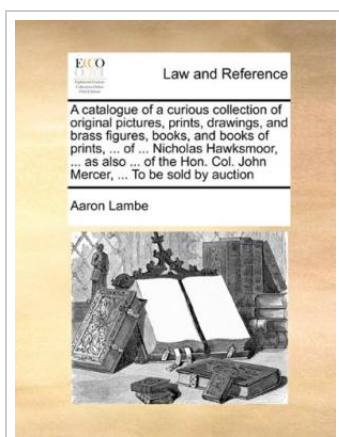 ECCO
Law and Reference
A catalogue of a curious collection of
original pictures, prints, drawings, and
brass figures, books, and books of
prints, ... of ... Nicholas Hawksmoor,
... as also ... of the Hon. Col. John
Mercer, ... To be sold by auction
Aaron Lambe